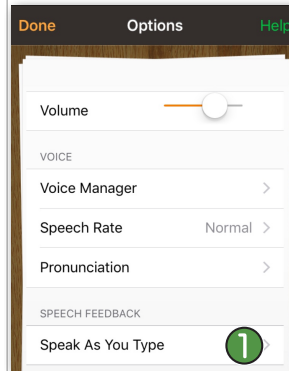 Done Options Help
Volume
VOICE
Voice Manager
Speech Rate Normal
Pronunciation
SPEECH FEEDBACK
Speak As You Type 1